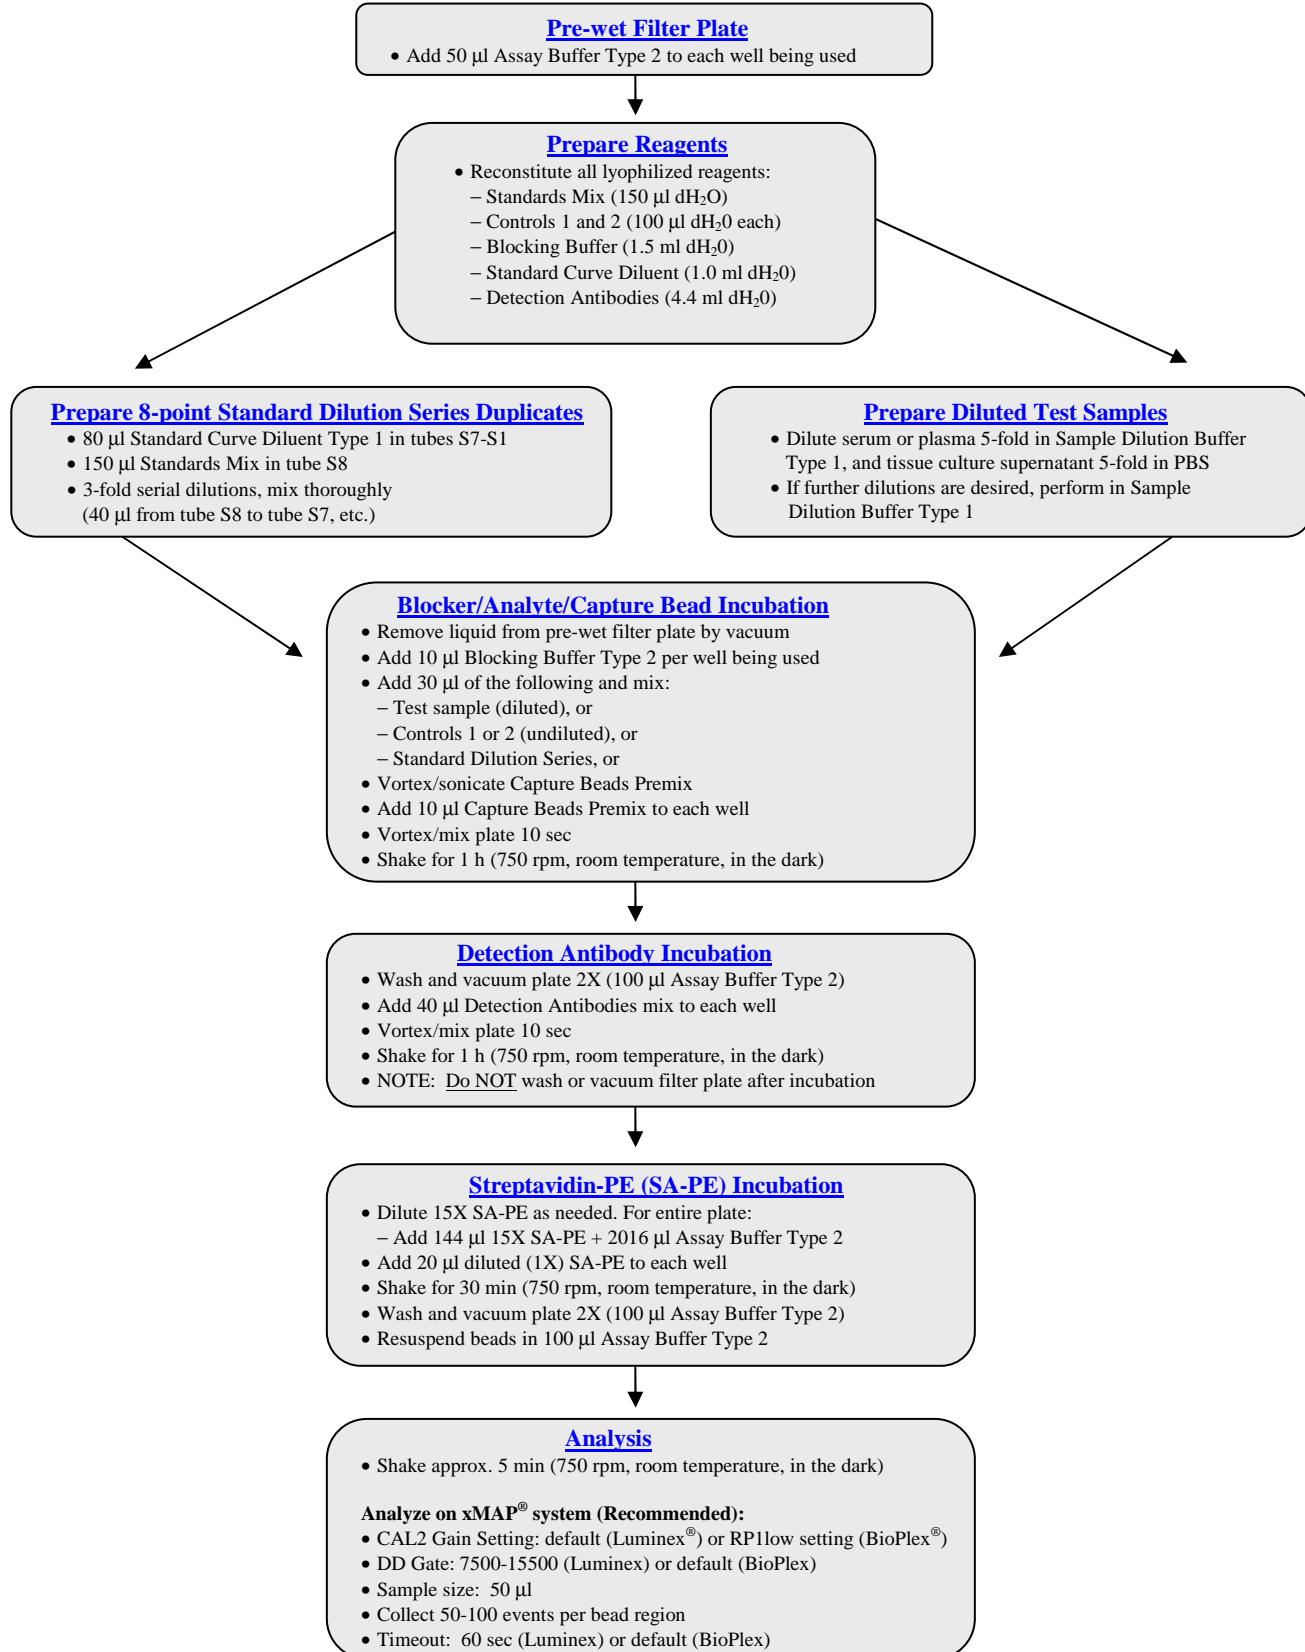 Pre-wet Filter Plate
• Add 50 µl Assay Buffer Type 2 to each well being used
Prepare Reagents
• Reconstitute all lyophilized reagents:
– Standards Mix (150 µl dH₂O)
– Controls 1 and 2 (100 µl dH₂0 each)
– Blocking Buffer (1.5 ml dH₂0)
– Standard Curve Diluent (1.0 ml dH₂0)
– Detection Antibodies (4.4 ml dH₂0)
Prepare 8-point Standard Dilution Series Duplicates
• 80 µl Standard Curve Diluent Type 1 in tubes S7-S1
• 150 µl Standards Mix in tube S8
• 3-fold serial dilutions, mix thoroughly
(40 µl from tube S8 to tube S7, etc.)
Prepare Diluted Test Samples
• Dilute serum or plasma 5-fold in Sample Dilution Buffer
Type 1, and tissue culture supernatant 5-fold in PBS
• If further dilutions are desired, perform in Sample
Dilution Buffer Type 1
Blocker/Analyte/Capture Bead Incubation
• Remove liquid from pre-wet filter plate by vacuum
• Add 10 µl Blocking Buffer Type 2 per well being used
• Add 30 µl of the following and mix:
– Test sample (diluted), or
– Controls 1 or 2 (undiluted), or
– Standard Dilution Series, or
• Vortex/sonicate Capture Beads Premix
• Add 10 µl Capture Beads Premix to each well
• Vortex/mix plate 10 sec
• Shake for 1 h (750 rpm, room temperature, in the dark)
Detection Antibody Incubation
• Wash and vacuum plate 2X (100 µl Assay Buffer Type 2)
• Add 40 µl Detection Antibodies mix to each well
• Vortex/mix plate 10 sec
• Shake for 1 h (750 rpm, room temperature, in the dark)
• NOTE: Do NOT wash or vacuum filter plate after incubation
Streptavidin-PE (SA-PE) Incubation
• Dilute 15X SA-PE as needed. For entire plate:
– Add 144 µl 15X SA-PE + 2016 µl Assay Buffer Type 2
• Add 20 µl diluted (1X) SA-PE to each well
• Shake for 30 min (750 rpm, room temperature, in the dark)
• Wash and vacuum plate 2X (100 µl Assay Buffer Type 2)
• Resuspend beads in 100 µl Assay Buffer Type 2
Analysis
• Shake approx. 5 min (750 rpm, room temperature, in the dark)
Analyze on xMAP® system (Recommended):
• CAL2 Gain Setting: default (Luminex®) or RP1low setting (BioPlex®)
• DD Gate: 7500-15500 (Luminex) or default (BioPlex)
• Sample size: 50 µl
• Collect 50-100 events per bead region
• Timeout: 60 sec (Luminex) or default (BioPlex)